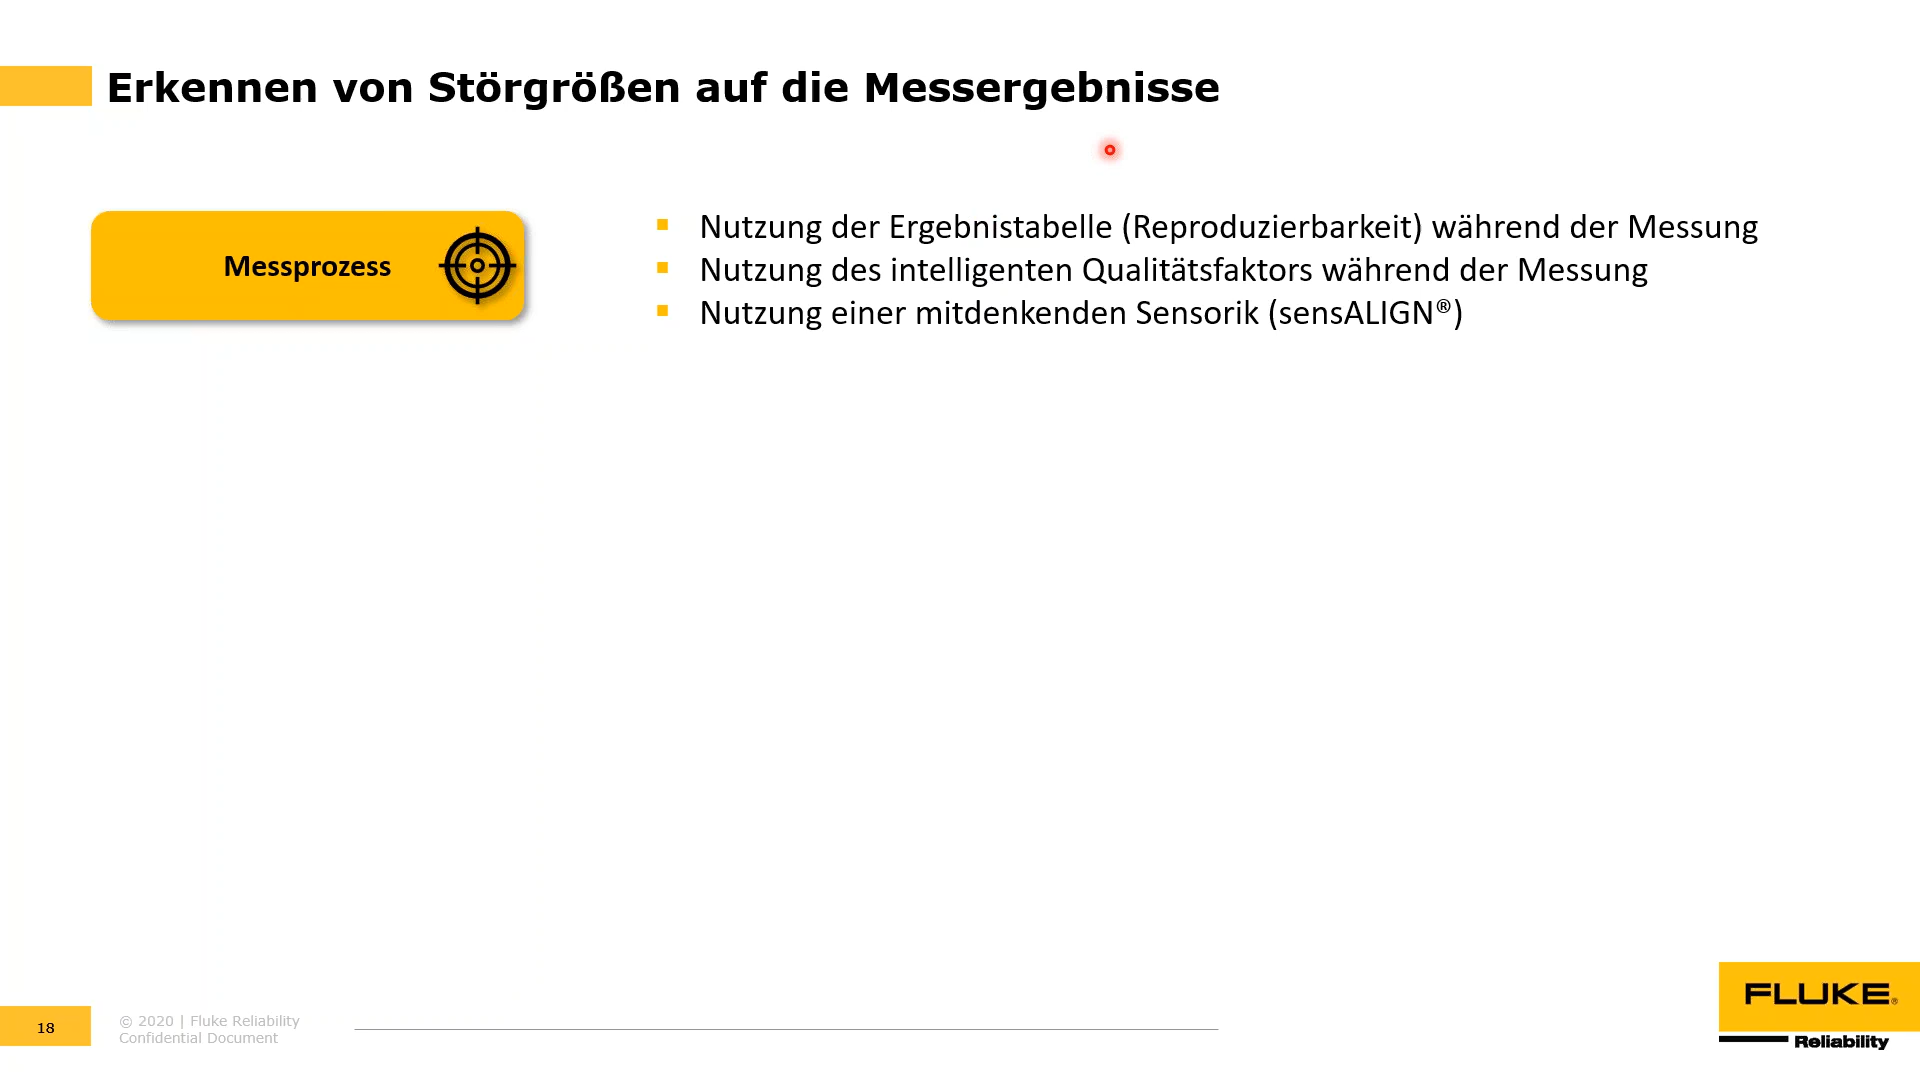 Erkennen von Störgrößen auf die Messergebnisse
Messprozess
Nutzung der Ergebnistabelle (Reproduzierbarkeit) während der Messung
Nutzung des intelligenten Qualitätsfaktors während der Messung
Nutzung einer mitdenkenden Sensorik (sensALIGN®)
18
© 2020 | Fluke Reliability
Confidential Document
FLUKE®
Reliability